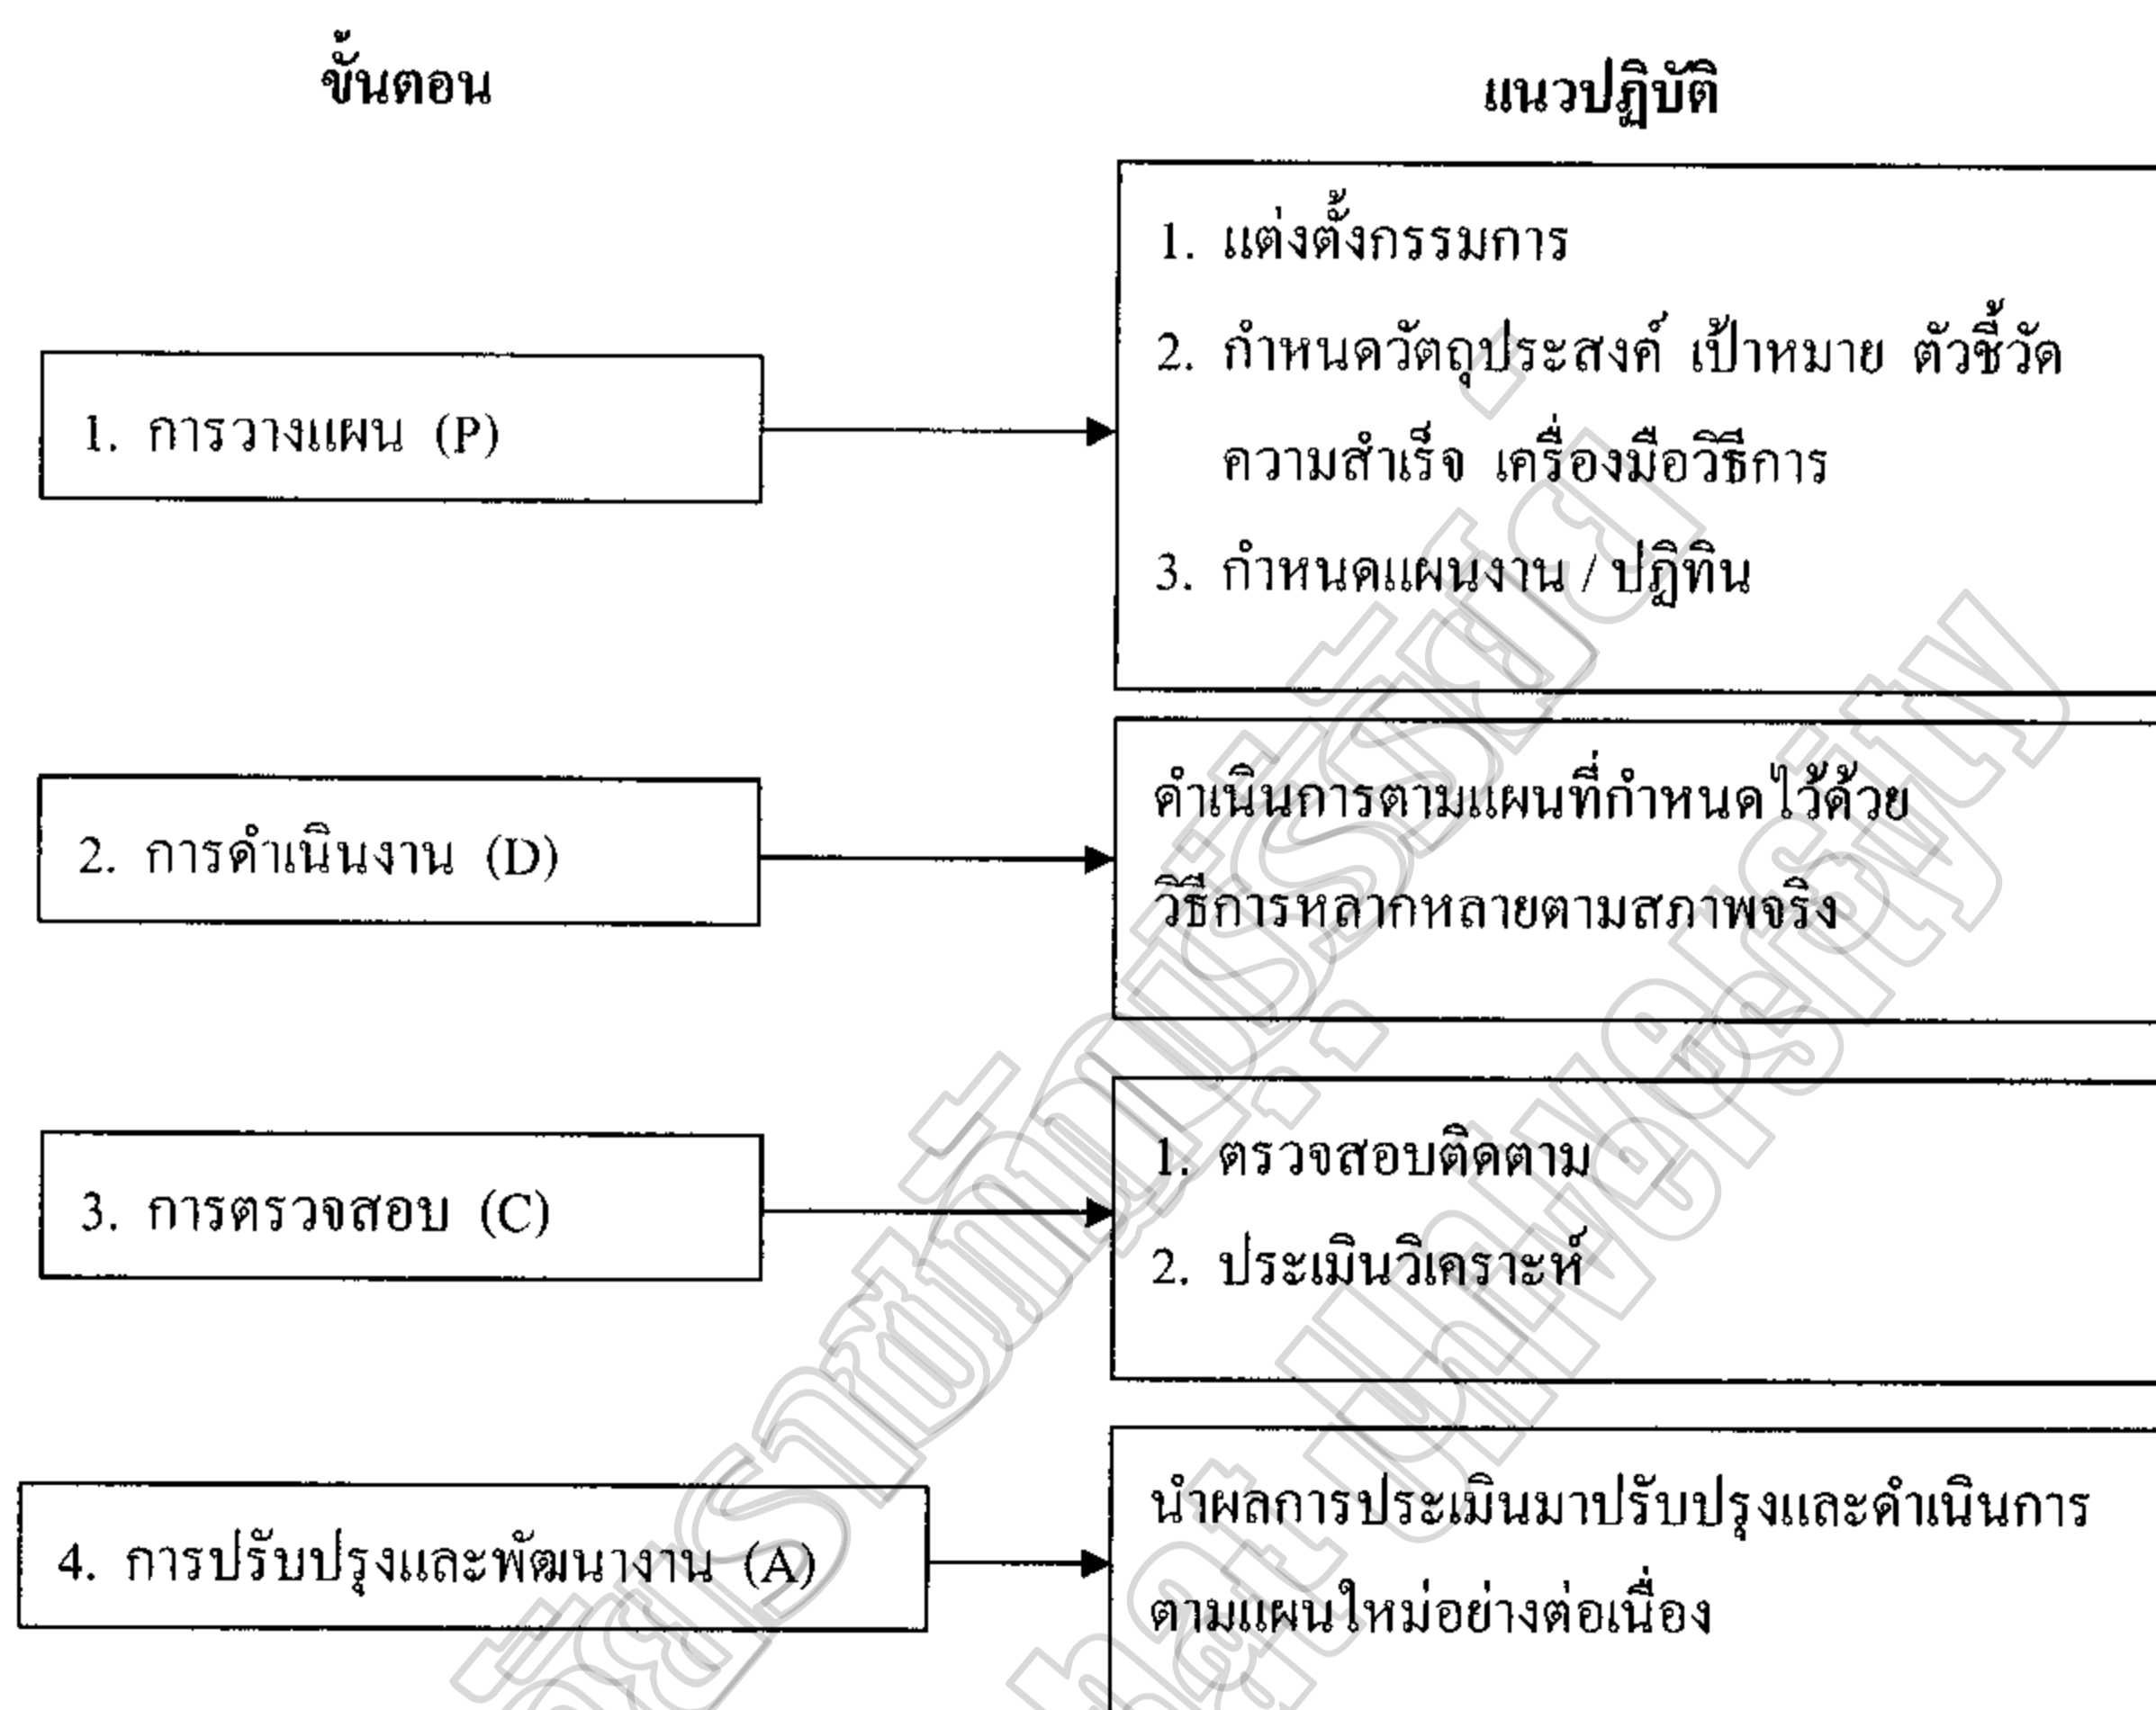 ขั้นตอน
แนวปฏิบัติ
1. การวางแผน (P)
1. แต่งตั้งกรรมการ
2. กำหนดวัตถุประสงค์ เป้าหมาย ตัวชี้วัด
ความสำเร็จ เครื่องมือวิธีการ
3. กำหนดแผนงาน / ปฏิทิน
2. การดำเนินงาน (D)
ดำเนินการตามแผนที่กำหนดไว้ด้วย
วิธีการหลากหลายตามสภาพจริง
3. การตรวจสอบ (C)
1. ตรวจสอบติดตาม
2. ประเมินวิเคราะห์
4. การปรับปรุงและพัฒนางาน (A)
นำผลการประเมินมาปรับปรุงและดำเนินการ
ตามแผนใหม่อย่างต่อเนื่อง